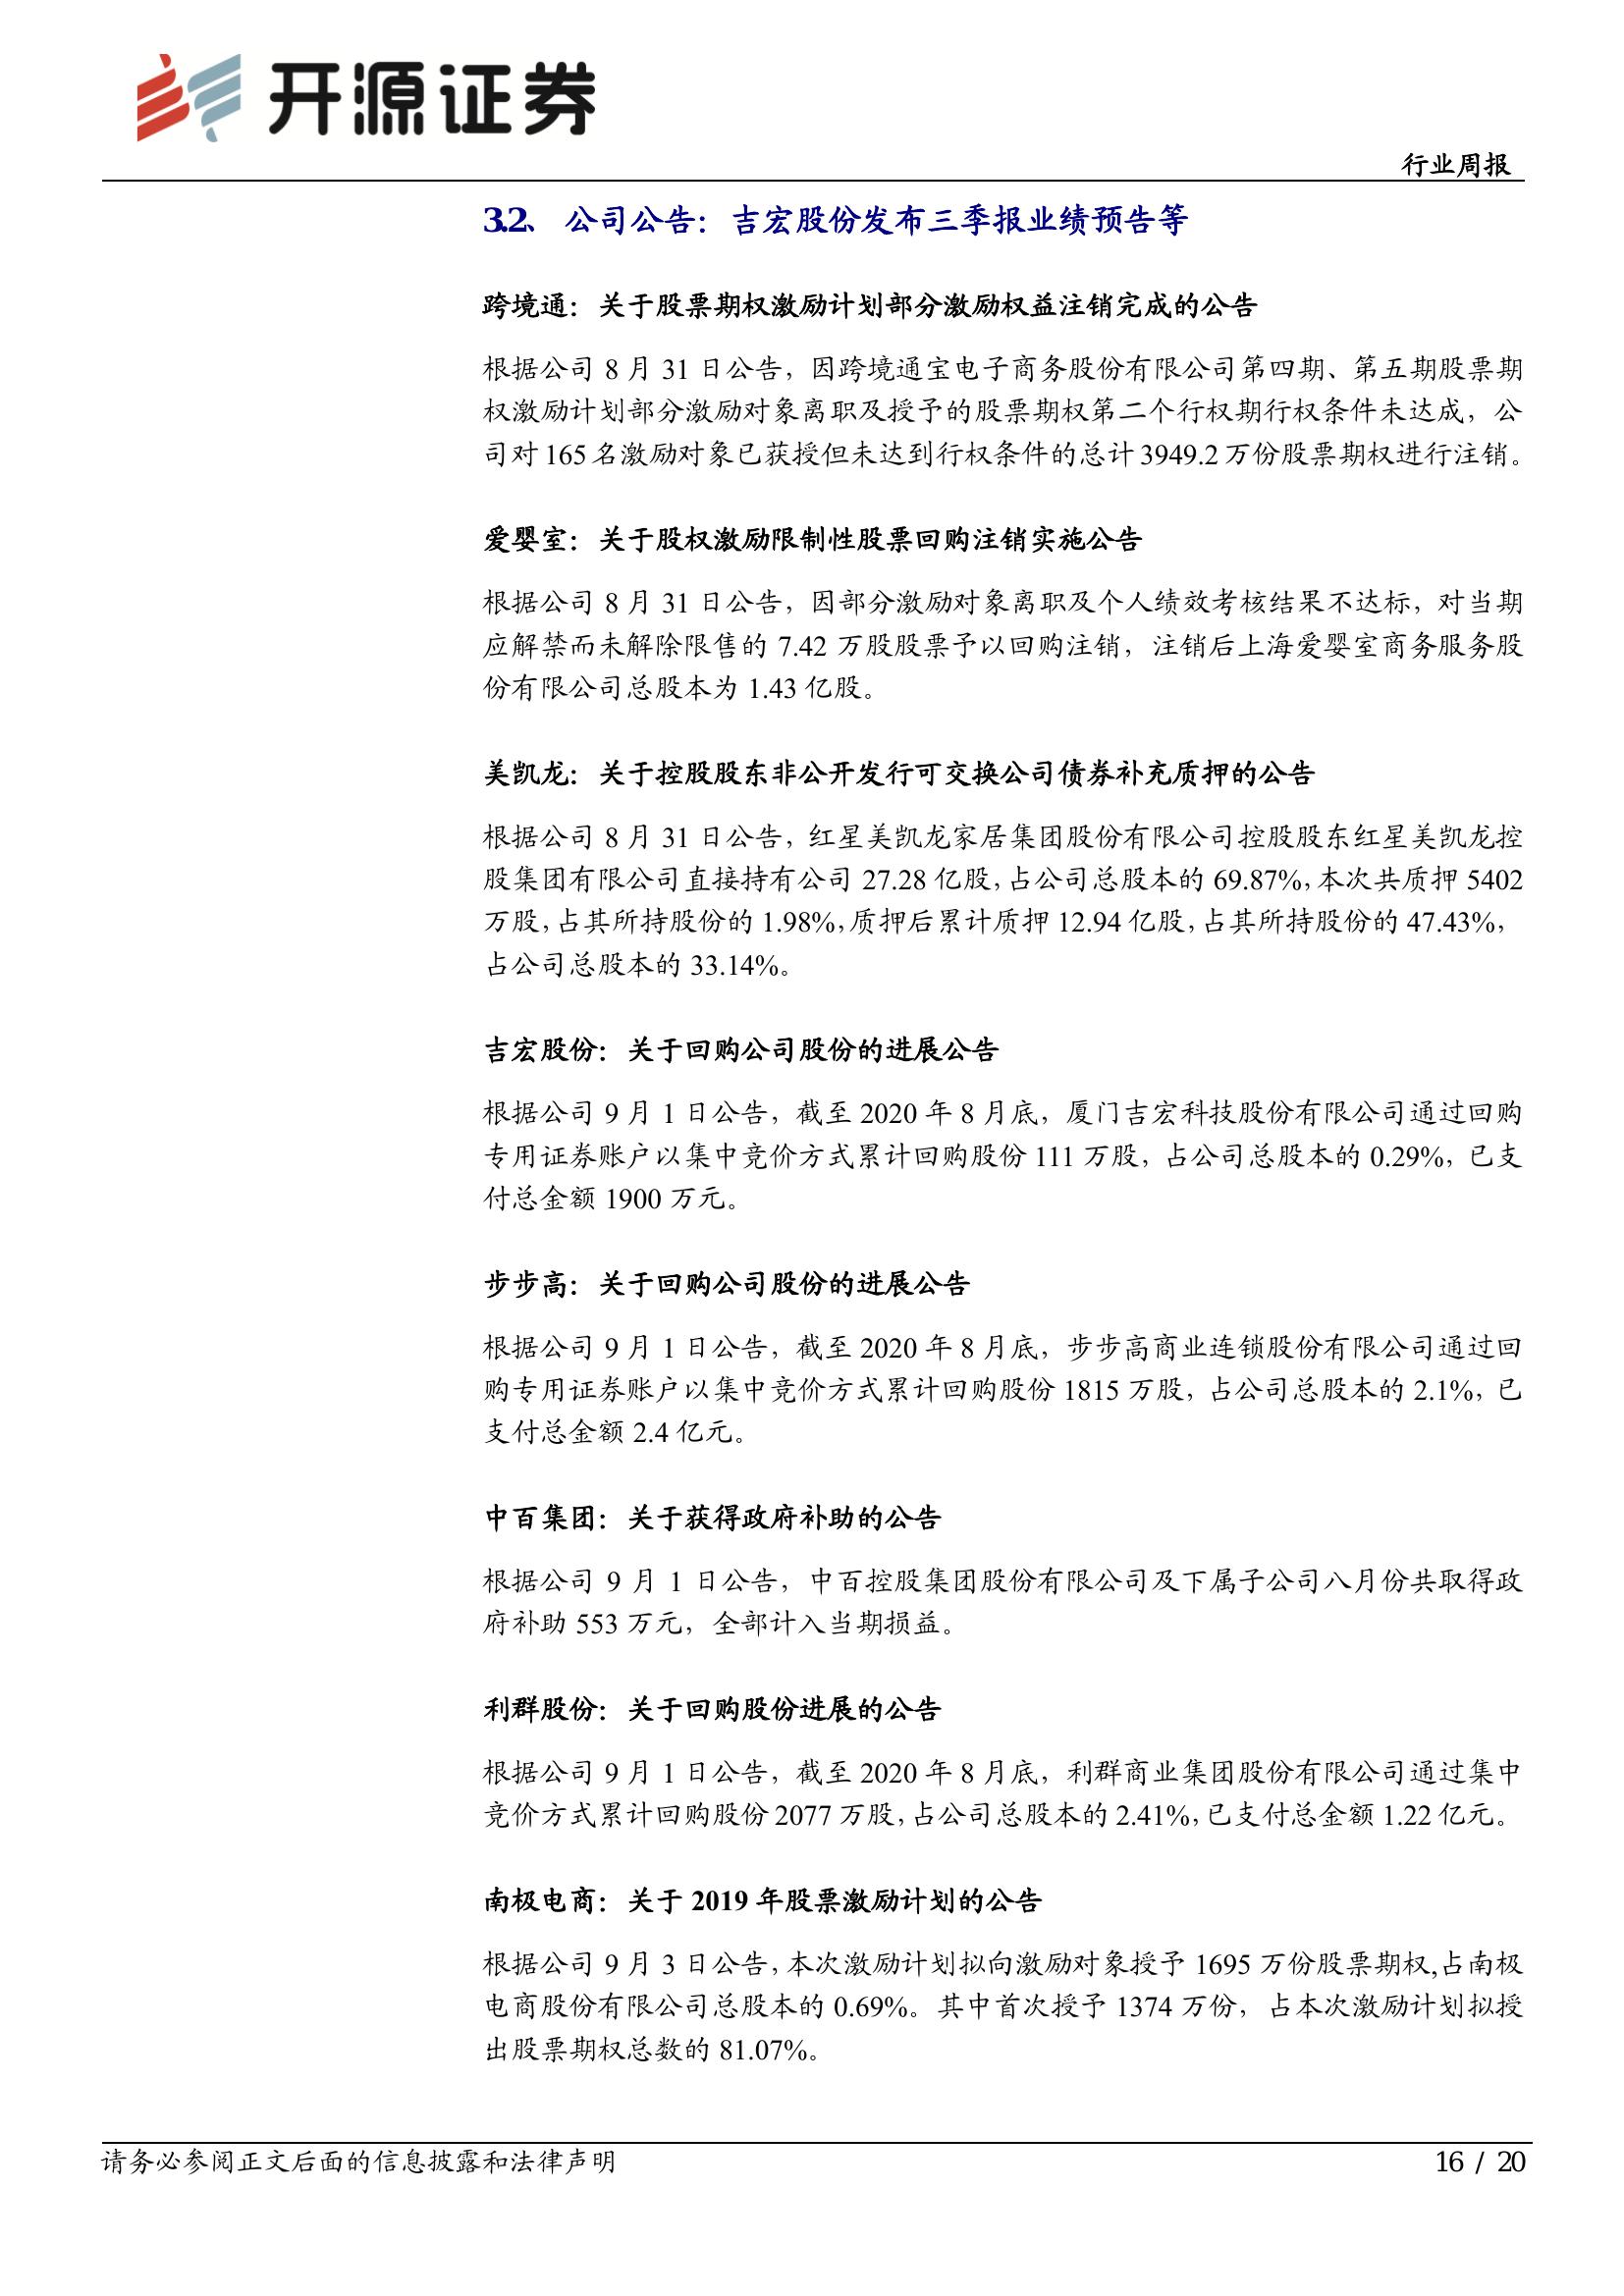 开源证券
行业周报
3.2、 公司公告：吉宏股份发布三季报业绩预告等
跨境通：关于股票期权激励计划部分激励权益注销完成的公告
根据公司 8 月 31 日公告，因跨境通宝电子商务股份有限公司第四期、第五期股票期
权激励计划部分激励对象离职及授予的股票期权第二个行权期行权条件未达成，公
司对 165 名激励对象已获授但未达到行权条件的总计 3949.2 万份股票期权进行注销。
爱婴室：关于股权激励限制性股票回购注销实施公告
根据公司 8 月 31 日公告，因部分激励对象离职及个人绩效考核结果不达标，对当期
应解禁而未解除限售的 7.42 万股股票予以回购注销，注销后上海爱婴室商务服务股
份有限公司总股本为 1.43 亿股。
美凯龙：关于控股股东非公开发行可交换公司债券补充质押的公告
根据公司 8 月 31 日公告，红星美凯龙家居集团股份有限公司控股股东红星美凯龙控
股集团有限公司直接持有公司 27.28 亿股，占公司总股本的 69.87%，本次共质押 5402
万股，占其所持股份的 1.98%，质押后累计质押 12.94 亿股，占其所持股份的 47.43%，
占公司总股本的 33.14%。
吉宏股份：关于回购公司股份的进展公告
根据公司 9 月 1 日公告，截至 2020 年 8 月底，厦门吉宏科技股份有限公司通过回购
专用证券账户以集中竞价方式累计回购股份 111 万股，占公司总股本的 0.29%，已支
付总金额 1900 万元。
步步高：关于回购公司股份的进展公告
根据公司 9 月 1 日公告，截至 2020 年 8 月底，步步高商业连锁股份有限公司通过回
购专用证券账户以集中竞价方式累计回购股份 1815 万股，占公司总股本的 2.1%，已
支付总金额 2.4 亿元。
中百集团：关于获得政府补助的公告
根据公司 9 月 1 日公告，中百控股集团股份有限公司及下属子公司八月份共取得政
府补助 553 万元，全部计入当期损益。
利群股份：关于回购股份进展的公告
根据公司 9 月 1 日公告，截至 2020 年 8 月底，利群商业集团股份有限公司通过集中
竞价方式累计回购股份 2077 万股，占公司总股本的 2.41%，已支付总金额 1.22 亿元。
南极电商：关于 2019 年股票激励计划的公告
根据公司 9 月 3 日公告，本次激励计划拟向激励对象授予 1695 万份股票期权,占南极
电商股份有限公司总股本的 0.69%。其中首次授予 1374 万份，占本次激励计划拟授
出股票期权总数的 81.07%。
请务必参阅正文后面的信息披露和法律声明
16 / 20